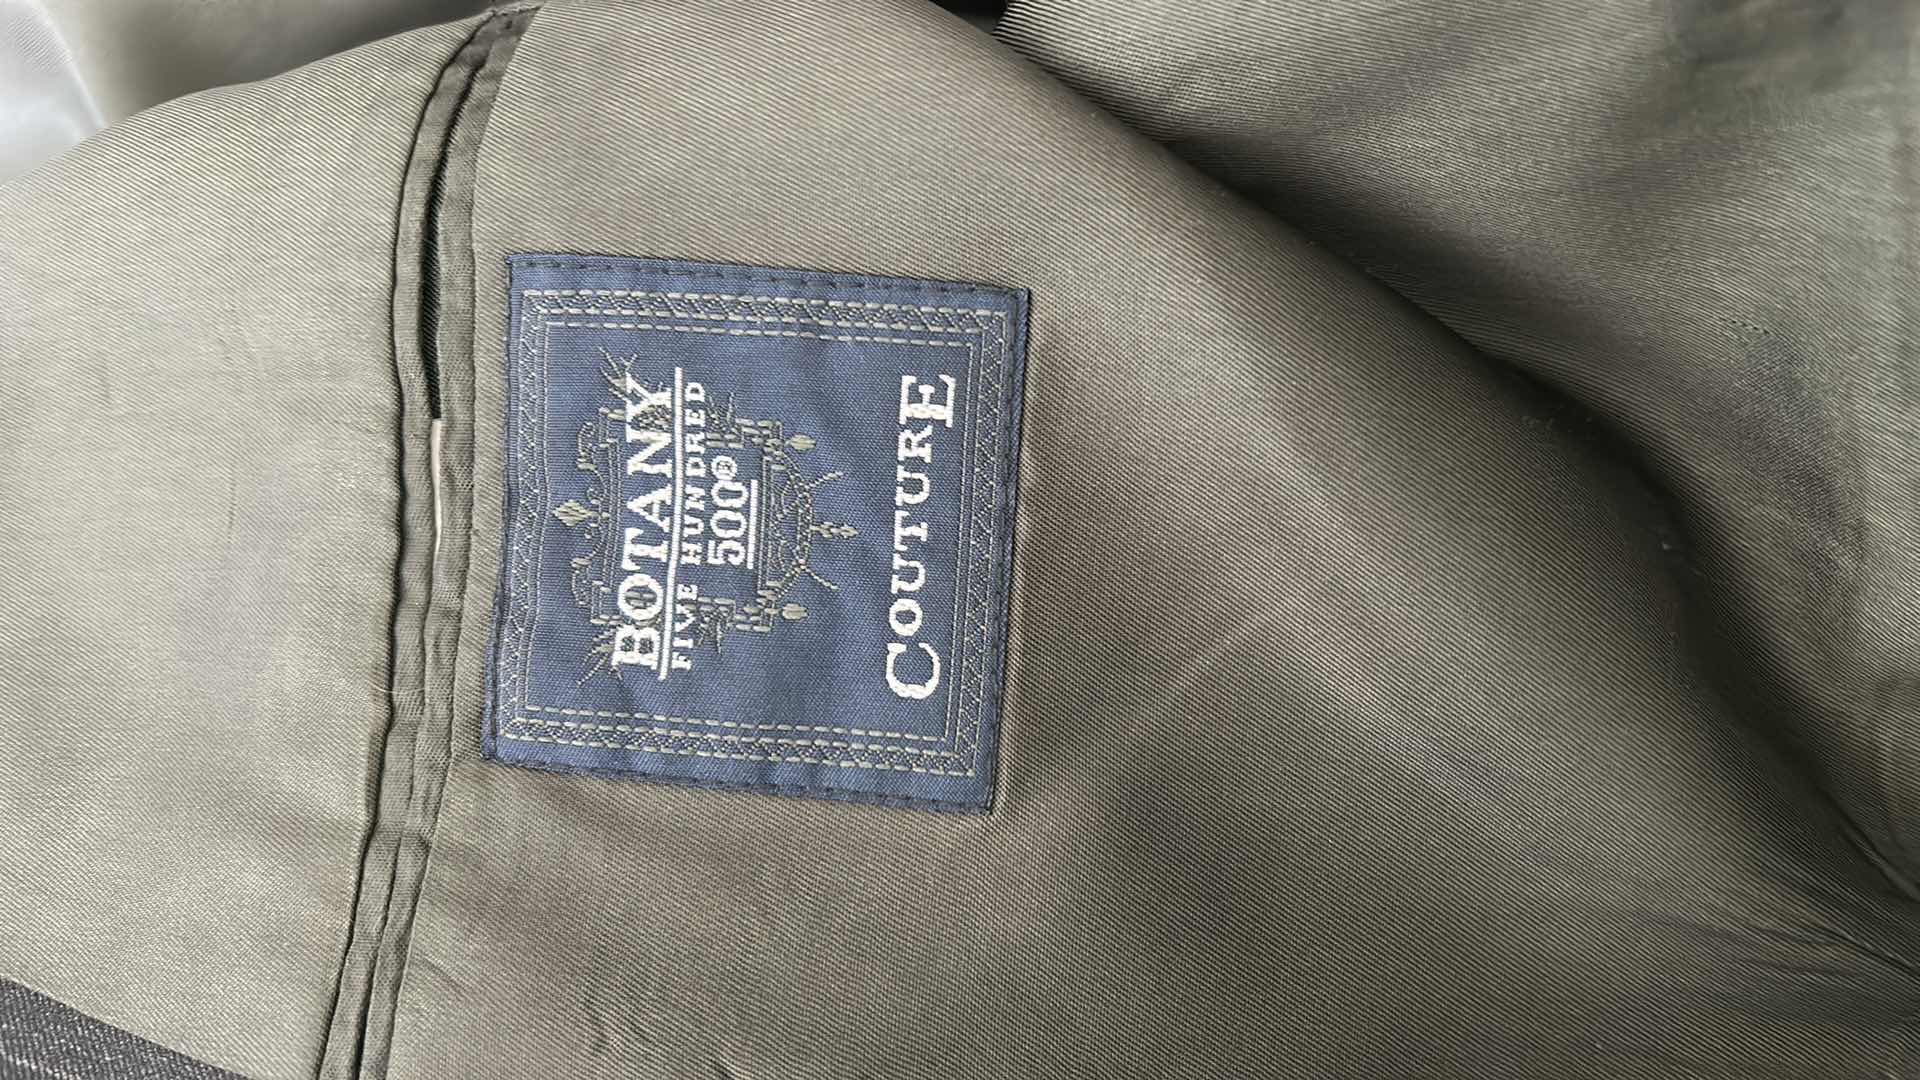 BOTANY
FIVE HUNDRED
500®
COUTURE